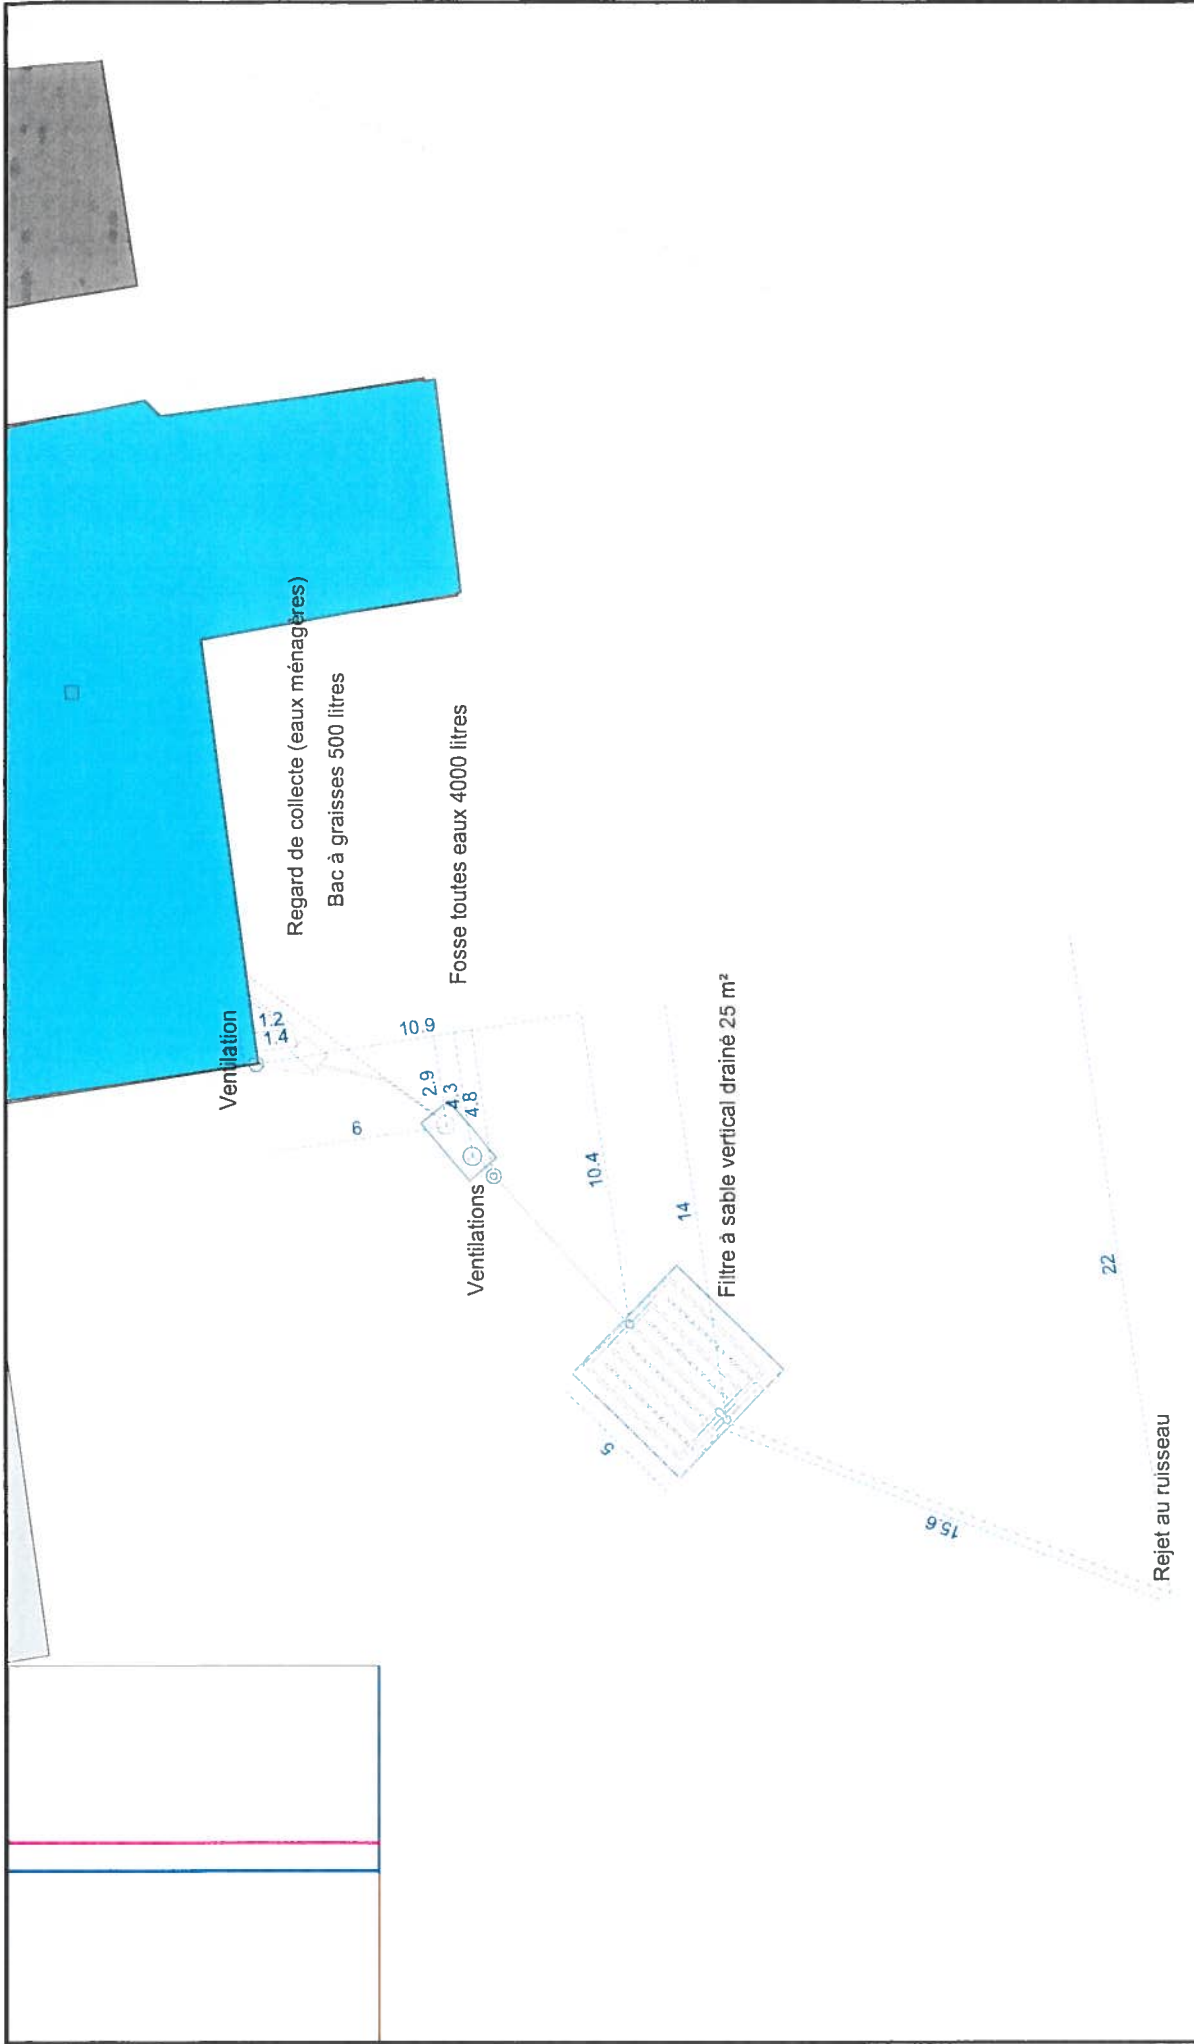 Ventilation
Regard de collecte (eaux ménagères)
Bac à graisses 500 litres
1.2
1.4
10.9
6
2.9
4.3
4.8
Fosse toutes eaux 4000 litres
Ventilations
10.4
14
Filtre à sable vertical drainé 25 m²
5
15.6
22
Rejet au ruisseau